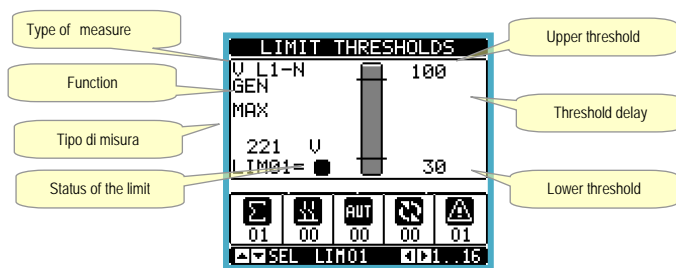 Type of measure
LIMIT THRESHOLDS
Upper threshold
V L1-N
100
GEN
Function
MAX
Threshold delay
Tipo di misura
221 V
LIM01=
30
Status of the limit
Lower threshold
Σ
AUT
01 00 00 00 01
SEL LIM01 1..16